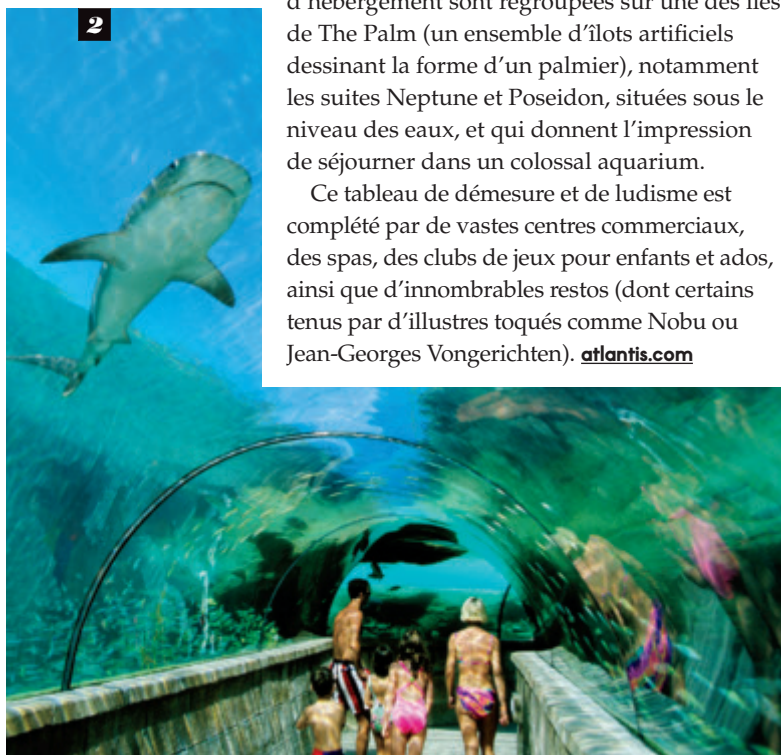 2
d'hébergement sont regroupées sur une des îles
de The Palm (un ensemble d'îlots artificiels
dessinant la forme d'un palmier), notamment
les suites Neptune et Poseidon, situées sous le
niveau des eaux, et qui donnent l'impression
de séjourner dans un colossal aquarium.
Ce tableau de démesure et de ludisme est
complété par de vastes centres commerciaux,
des spas, des clubs de jeux pour enfants et ados,
ainsi que d'innombrables restos (dont certains
tenus par d'illustres toqués comme Nobu ou
Jean-Georges Vongerichten). atlantis.com